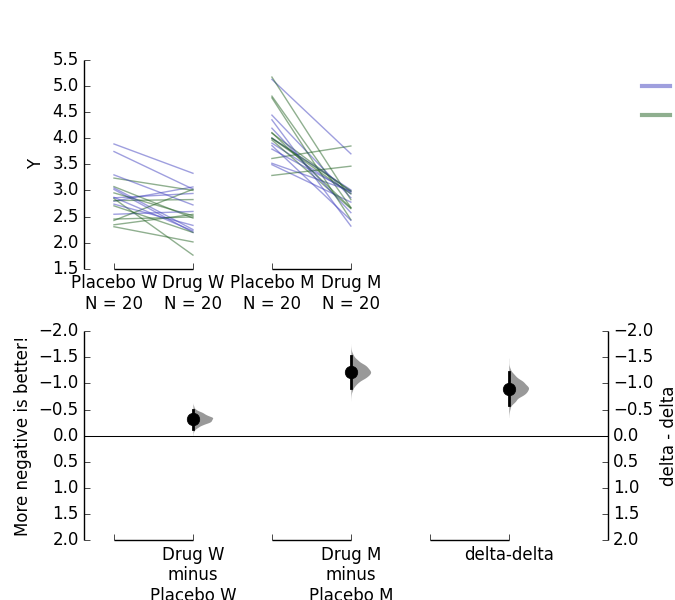 5.5
5.0
4.5
4.0
3.5
3.0
2.5
2.0
1.5
Y
Placebo W Drug W Placebo M Drug M
N = 20 N = 20 N = 20 N = 20
−2.0 −2.0
−1.5 −1.5
−1.0 −1.0
−0.5 −0.5
0.0 0.0
0.5 0.5
1.0 1.0
1.5 1.5
2.0 2.0
More negative is better!
delta - delta
Drug W Drug M delta-delta
minus minus
Placebo W Placebo M